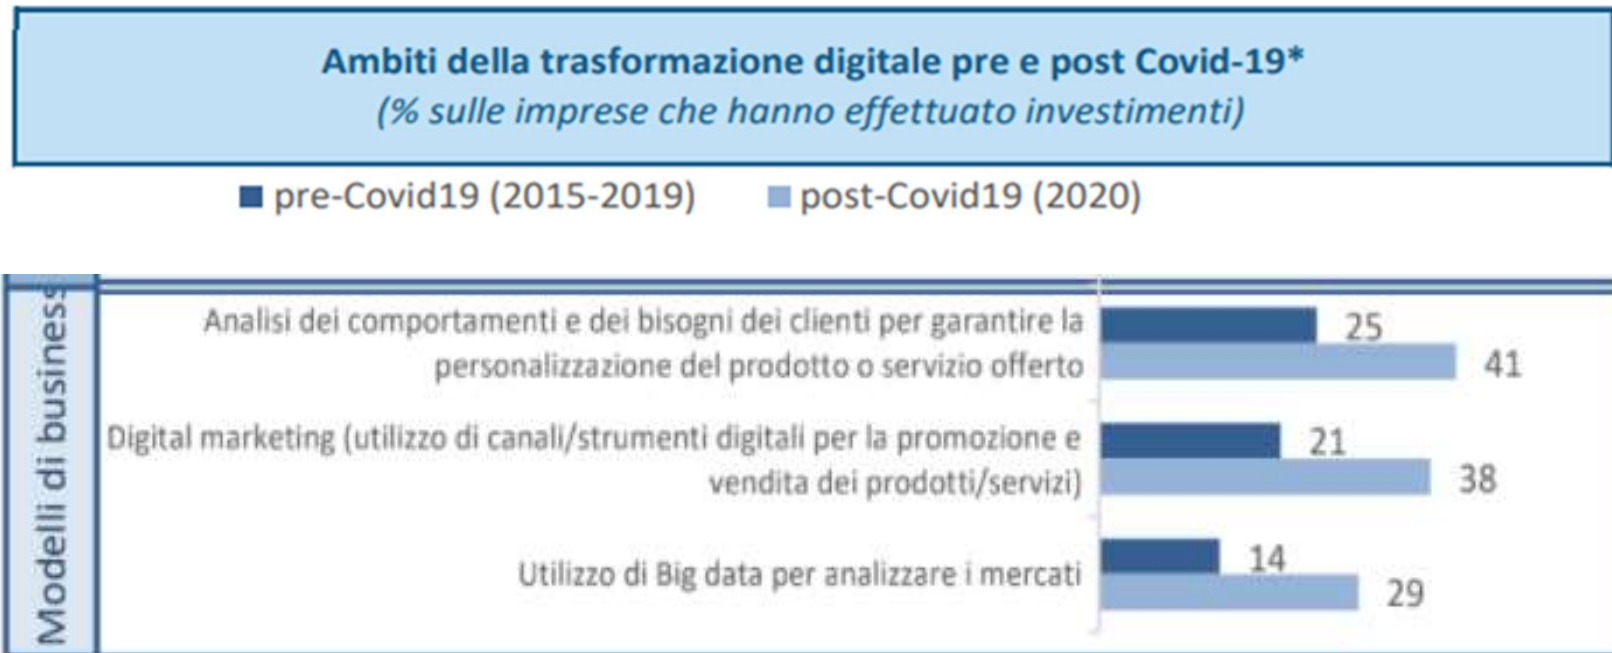 Ambiti della trasformazione digitale pre e post Covid-19*
(% sulle imprese che hanno effettuato investimenti)
pre-Covid19 (2015-2019) post-Covid19 (2020)
Modelli di business
Analisi dei comportamenti e dei bisogni dei clienti per garantire la
personalizzazione del prodotto o servizio offerto
25
41
Digital marketing (utilizzo di canali/strumenti digitali per la promozione e
vendita dei prodotti/servizi)
21
38
Utilizzo di Big data per analizzare i mercati
14
29